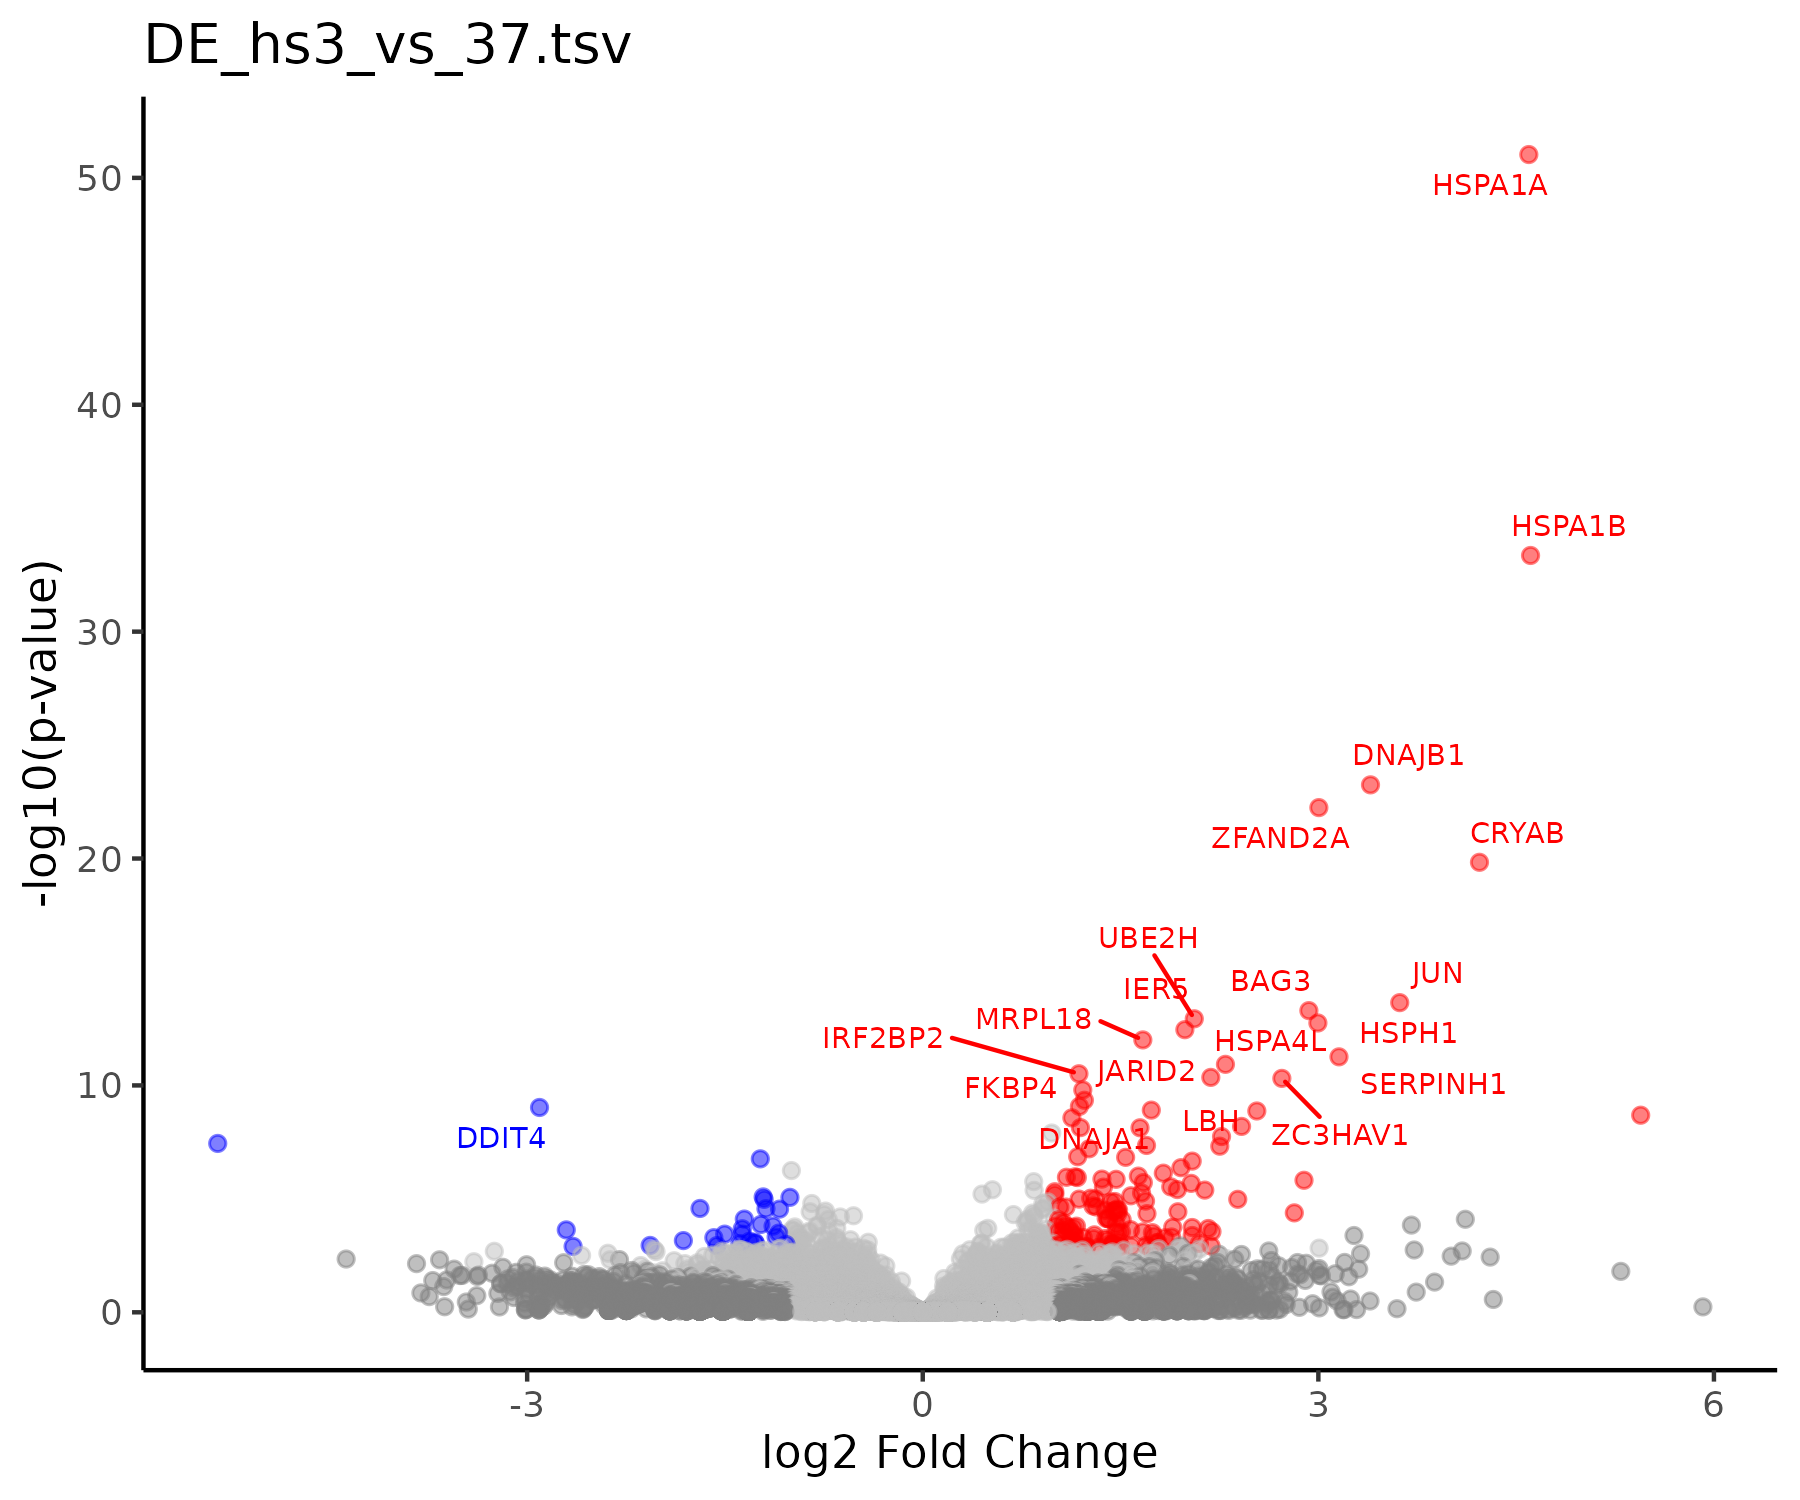 DE_hs3_vs_37.tsv
50
HSPA1A
40
HSPA1B
30
DNAJB1
ZFAND2A
CRYAB
20
UBE2H
JUN
BAG3
IER5
MRPL18
HSPH1
IRF2BP2
HSPA4L
JARID2
10
SERPINH1
FKBP4
LBH
ZC3HAV1
DDIT4
DNAJA1
0
-3
0
3
6
-log10(p-value)
log2 Fold Change